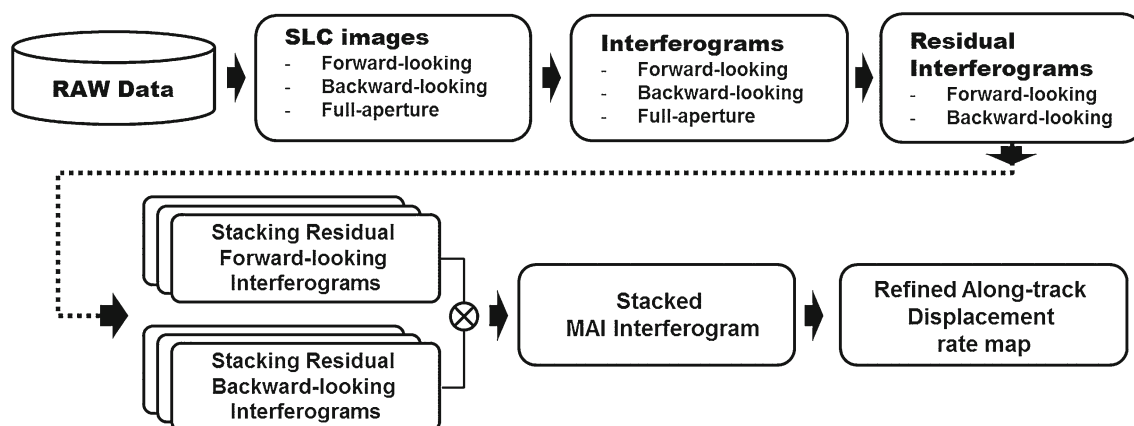 RAW Data
SLC images
- Forward-looking
- Backward-looking
- Full-aperture
Interferograms
- Forward-looking
- Backward-looking
- Full-aperture
Residual
Interferograms
- Forward-looking
- Backward-looking
Stacking Residual
Forward-looking
Interferograms
Stacking Residual
Backward-looking
Interferograms
Stacked
MAI Interferogram
Refined Along-track
Displacement
rate map